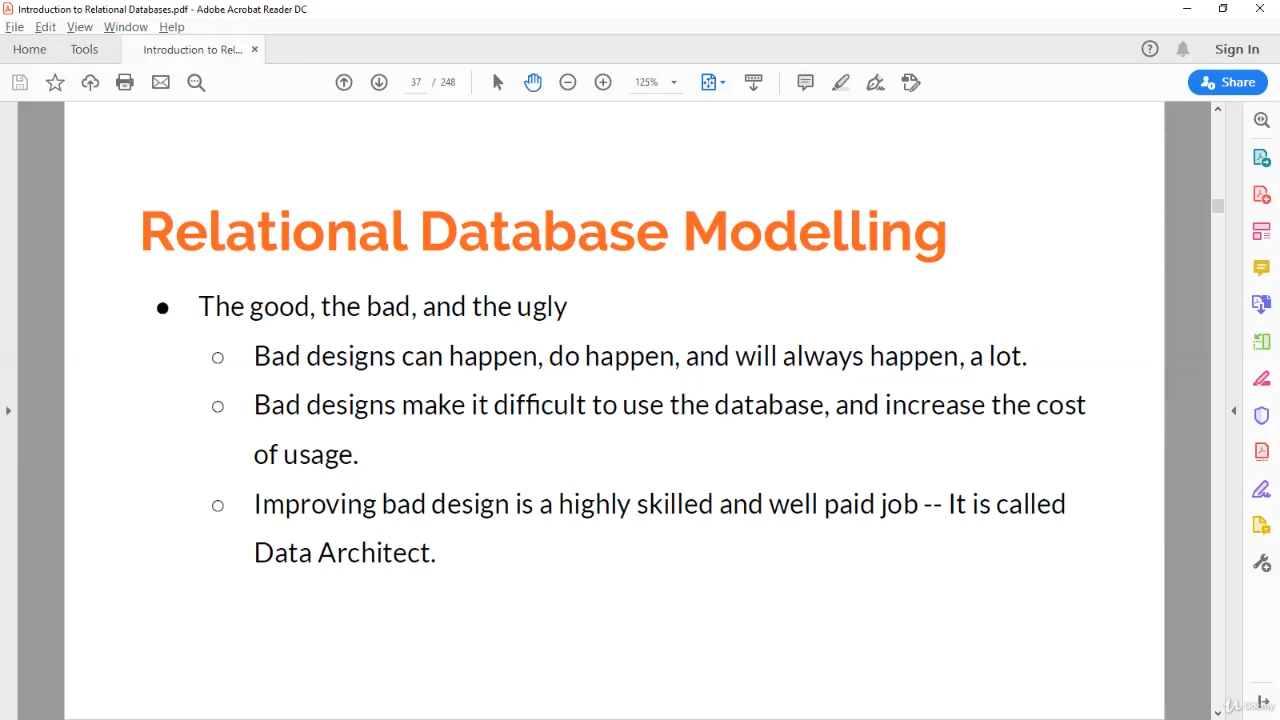 Introduction to Relational Databases.pdf - Adobe Acrobat Reader DC
File Edit View Window Help
Home Tools Introduction to Rel... × Sign In
37 / 248 125% Share
Relational Database Modelling
● The good, the bad, and the ugly
○ Bad designs can happen, do happen, and will always happen, a lot.
○ Bad designs make it difficult to use the database, and increase the cost
of usage.
○ Improving bad design is a highly skilled and well paid job -- It is called
Data Architect.
Udemy